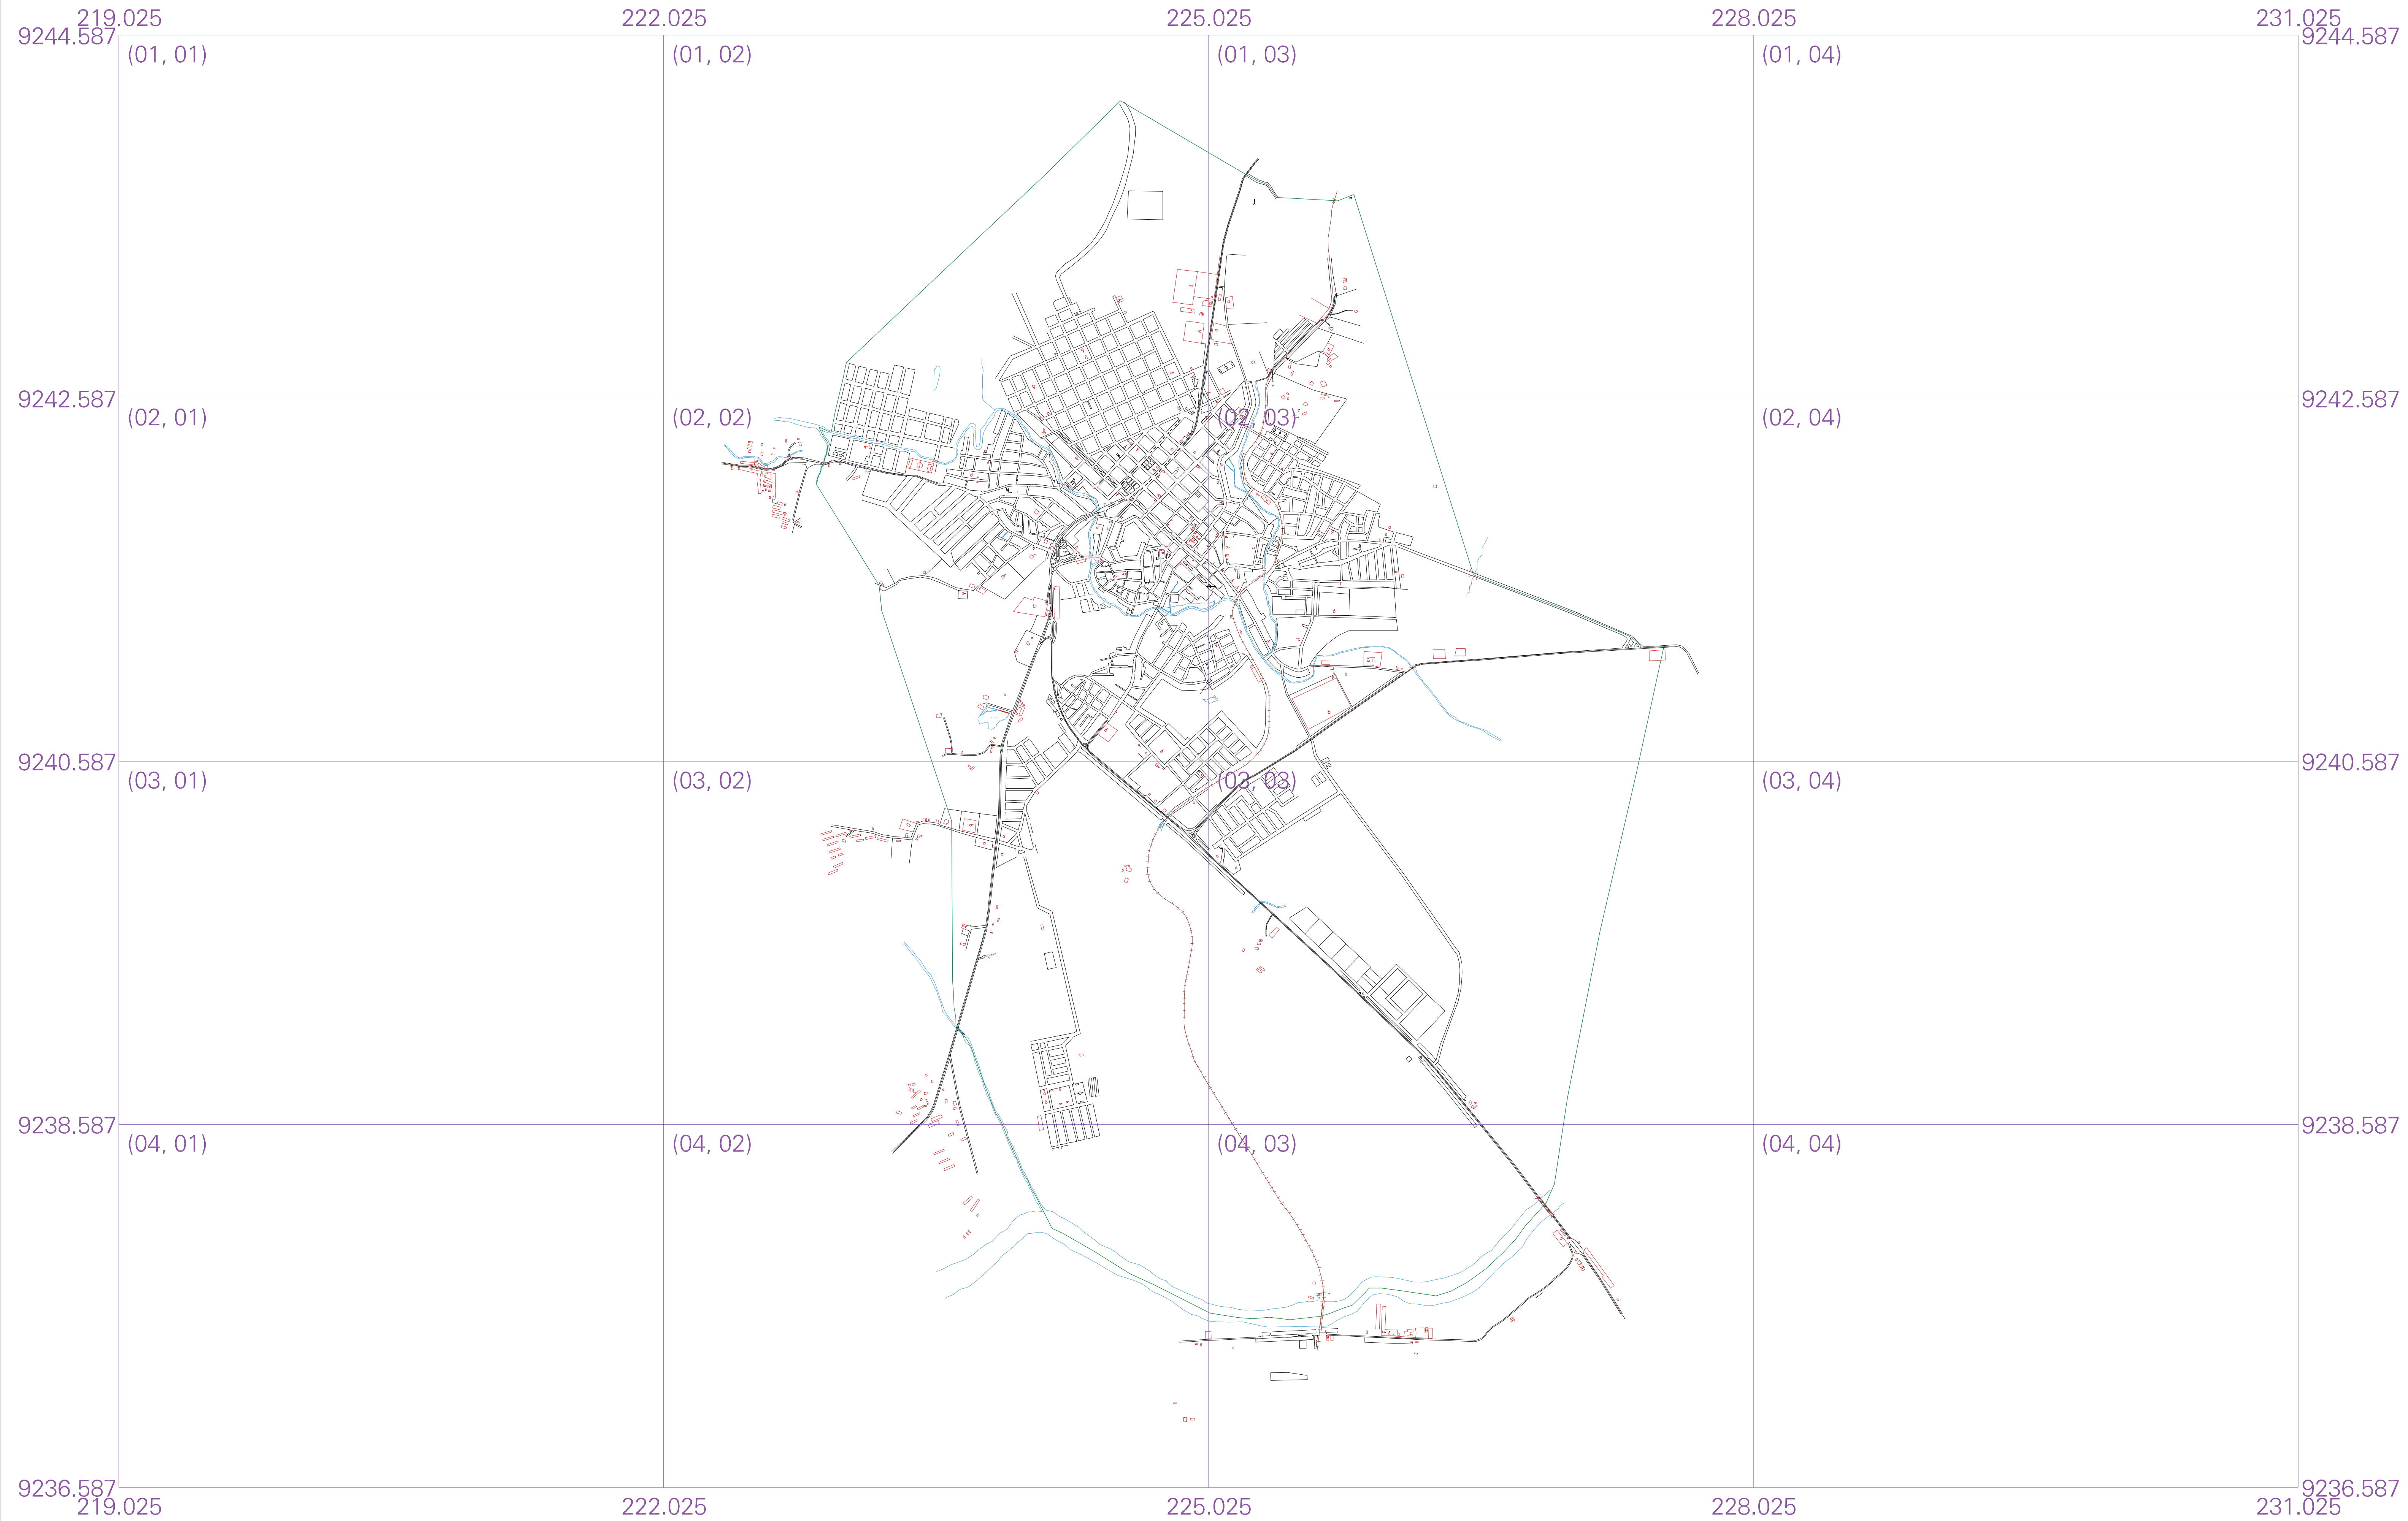 219.025 222.025 225.025 228.025 231.025
9244.587 9244.587
(01, 01) (01, 02) (01, 03) (01, 04)
9242.587 9242.587
(02, 01) (02, 02) (02, 03) (02, 04)
9240.587 9240.587
(03, 01) (03, 02) (03, 03) (03, 04)
9238.587 9238.587
(04, 01) (04, 02) (04, 03) (04, 04)
9236.587 9236.587
219.025 222.025 225.025 228.025 231.025